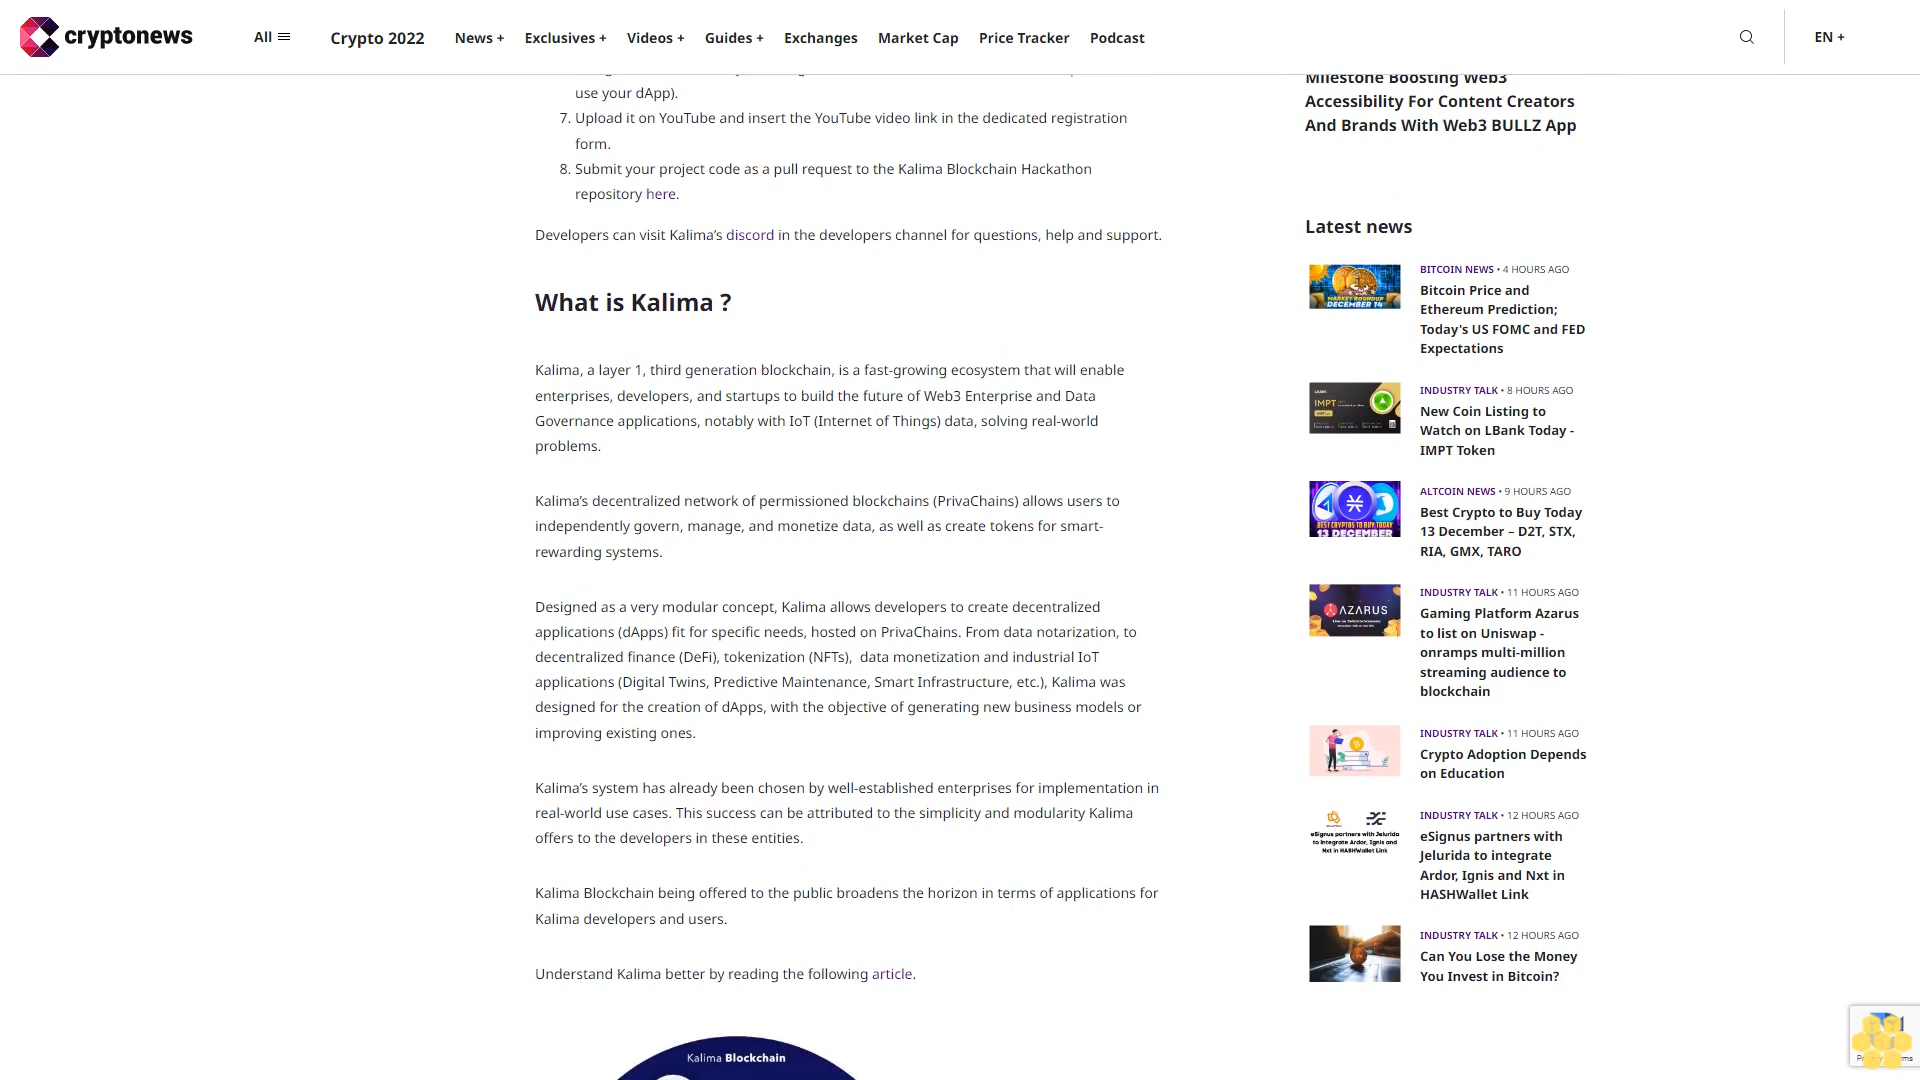 cryptonews
All
Crypto 2022
News +
Exclusives +
Videos +
Guides +
Exchanges
Market Cap
Price Tracker
Podcast
EN +
use your dApp).
7. Upload it on YouTube and insert the YouTube video link in the dedicated registration
form.
8. Submit your project code as a pull request to the Kalima Blockchain Hackathon
repository here.
Developers can visit Kalima’s discord in the developers channel for questions, help and support.
What is Kalima ?
Kalima, a layer 1, third generation blockchain, is a fast-growing ecosystem that will enable
enterprises, developers, and startups to build the future of Web3 Enterprise and Data
Governance applications, notably with IoT (Internet of Things) data, solving real-world
problems.
Kalima’s decentralized network of permissioned blockchains (PrivaChains) allows users to
independently govern, manage, and monetize data, as well as create tokens for smart-
rewarding systems.
Designed as a very modular concept, Kalima allows developers to create decentralized
applications (dApps) fit for specific needs, hosted on PrivaChains. From data notarization, to
decentralized finance (DeFi), tokenization (NFTs),  data monetization and industrial IoT
applications (Digital Twins, Predictive Maintenance, Smart Infrastructure, etc.), Kalima was
designed for the creation of dApps, with the objective of generating new business models or
improving existing ones.
Kalima’s system has already been chosen by well-established enterprises for implementation in
real-world use cases. This success can be attributed to the simplicity and modularity Kalima
offers to the developers in these entities.
Kalima Blockchain being offered to the public broadens the horizon in terms of applications for
Kalima developers and users.
Understand Kalima better by reading the following article.
Kalima Blockchain
Milestone Boosting Web3
Accessibility For Content Creators
And Brands With Web3 BULLZ App
Latest news
MARKET ROUNDUP
DECEMBER 14
BITCOIN NEWS • 4 HOURS AGO
Bitcoin Price and
Ethereum Prediction;
Today's US FOMC and FED
Expectations
IMPT
INDUSTRY TALK • 8 HOURS AGO
New Coin Listing to
Watch on LBank Today -
IMPT Token
BEST CRYPTOS TO BUY TODAY
13 DECEMBER
ALTCOIN NEWS • 9 HOURS AGO
Best Crypto to Buy Today
13 December – D2T, STX,
RIA, GMX, TARO
AZARUS
INDUSTRY TALK • 11 HOURS AGO
Gaming Platform Azarus
to list on Uniswap -
onramps multi-million
streaming audience to
blockchain
INDUSTRY TALK • 11 HOURS AGO
Crypto Adoption Depends
on Education
eSignus partners with Jelurida
to integrate Ardor, Ignis and
Nxt in HASHWallet Link
INDUSTRY TALK • 12 HOURS AGO
eSignus partners with
Jelurida to integrate
Ardor, Ignis and Nxt in
HASHWallet Link
INDUSTRY TALK • 12 HOURS AGO
Can You Lose the Money
You Invest in Bitcoin?